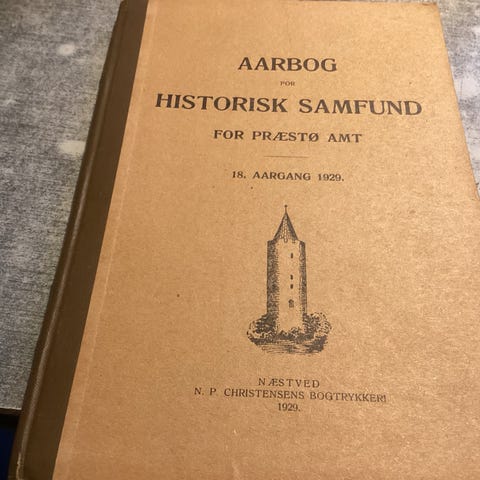 AARBOG
FOR
HISTORISK SAMFUND
FOR PRÆSTØ AMT
18. AARGANG 1929.
NÆSTVED
N. P. CHRISTENSENS BOGTRYKKERI
1929.